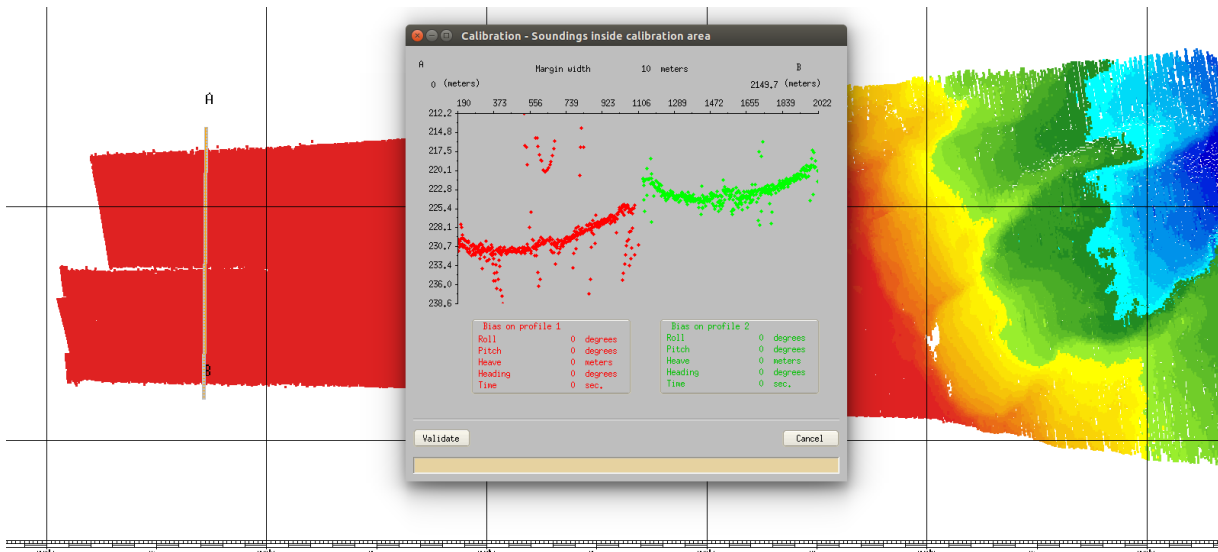 Calibration - Soundings inside calibration area
A Margin width 10 meters B
0 (meters) 2149,7 (meters)
190 373 556 739 923 1106 1289 1472 1655 1839 2022
212,2
214,8
217,5
220,1
222,8
225,4
228,1
230,7
233,4
236,0
238,6
Bias on profile 1
Roll 0 degrees
Pitch 0 degrees
Heave 0 meters
Heading 0 degrees
Time 0 sec.
Bias on profile 2
Roll 0 degrees
Pitch 0 degrees
Heave 0 meters
Heading 0 degrees
Time 0 sec.
Validate Cancel
A
B